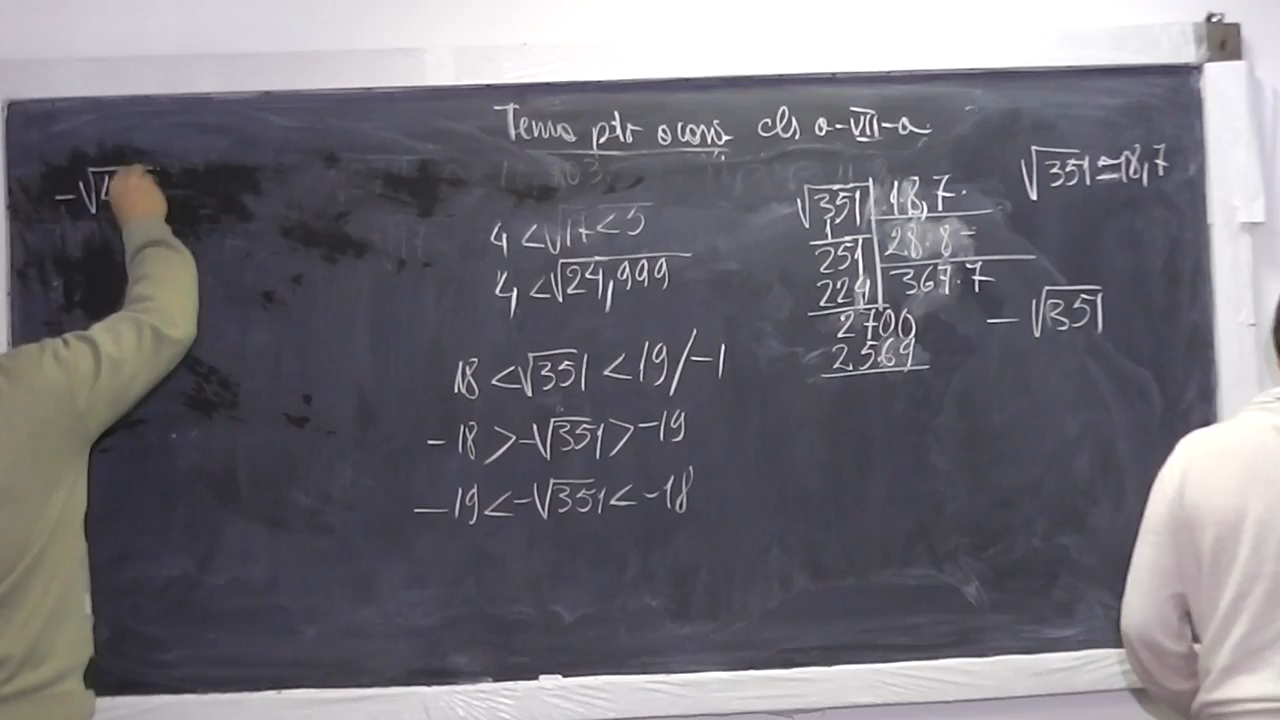 Tema ptr acasă cls a-VII-a
-√4
4 < √17 < 5
4 < √24,999
18 < √351 < 19 /-1
-18 > -√351 > -19
-19 < -√351 < -18
√351 | 18,7
1 | 28.8=
251 | 367.7
224
2700
2569
√351 ≃ 18,7
- √351